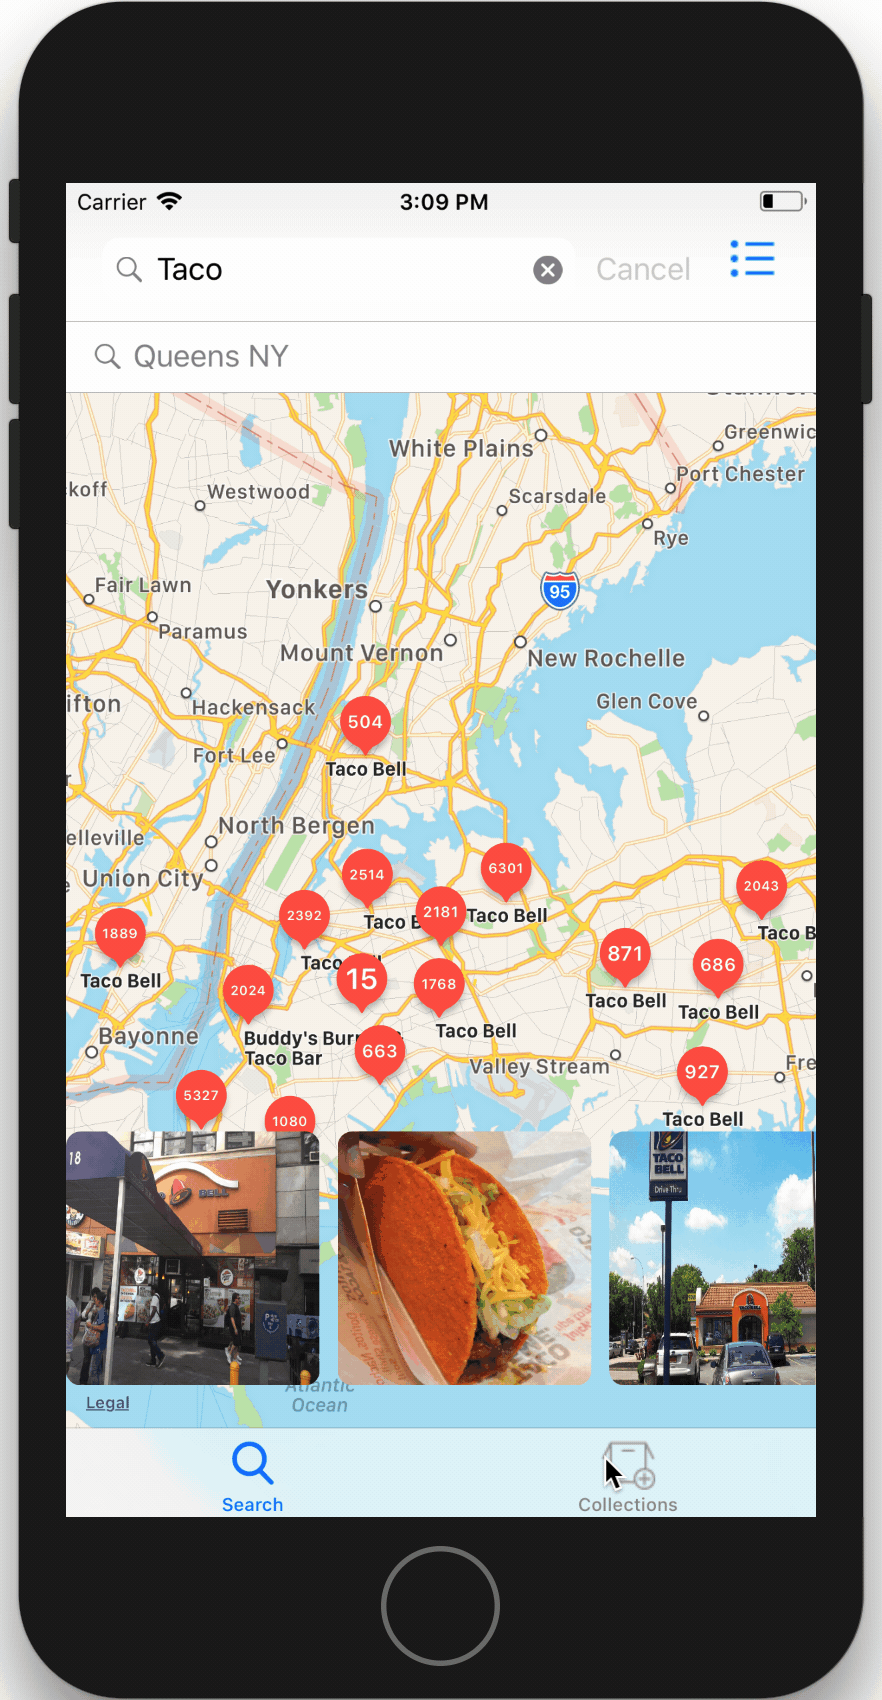 Carrier 3:09 PM
Taco Cancel
Queens NY
Greenwic
White Plains
Port Chester
koff
Westwood
Scarsdale
Rye
Fair Lawn
Yonkers
95
Paramus
Mount Vernon
New Rochelle
ifton
Hackensack
Glen Cove
504
Fort Lee
Taco Bell
North Bergen
elleville
Union City
6301
2514
2043
2392
2181
Taco B
Taco Bell
1889
Taco B
871
Taco
15
686
Taco Bell
2024
1768
Taco Bell
Taco Bell
Taco Bell
Bayonne
Buddy's Burr
Taco Bar
663
Valley Stream
Fre
927
5327
1080
Taco Bell
18
BELL
TACO
BELL
Drive Thru
Legal
Atlantic
Ocean
Search
Collections